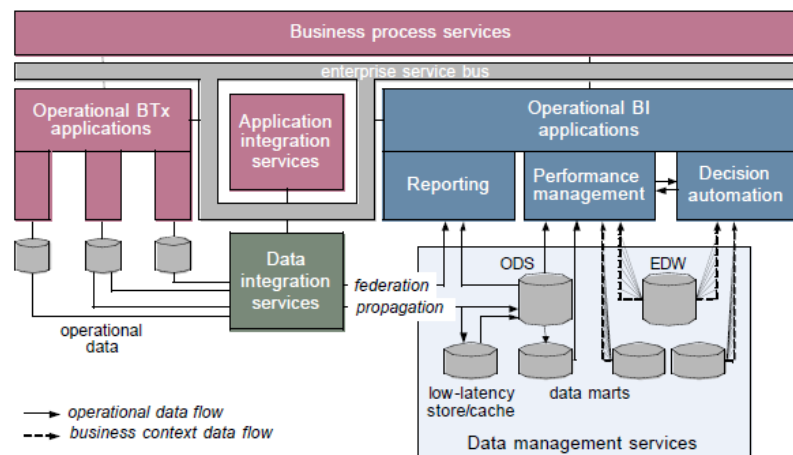 Business process services
enterprise service bus
Operational BTx
applications
Application
integration
services
Operational BI
applications
Reporting
Performance
management
Decision
automation
Data
integration
services
federation
propagation
operational
data
ODS
EDW
low-latency
store/cache
data marts
operational data flow
business context data flow
Data management services